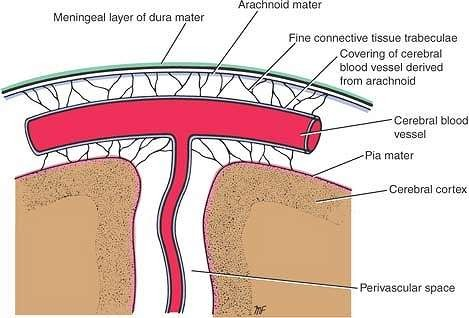 Arachnoid mater
Meningeal layer of dura mater
Fine connective tissue trabeculae
Covering of cerebral
blood vessel derived
from arachnoid
Cerebral blood
vessel
Pia mater
Cerebral cortex
Perivascular space
MF